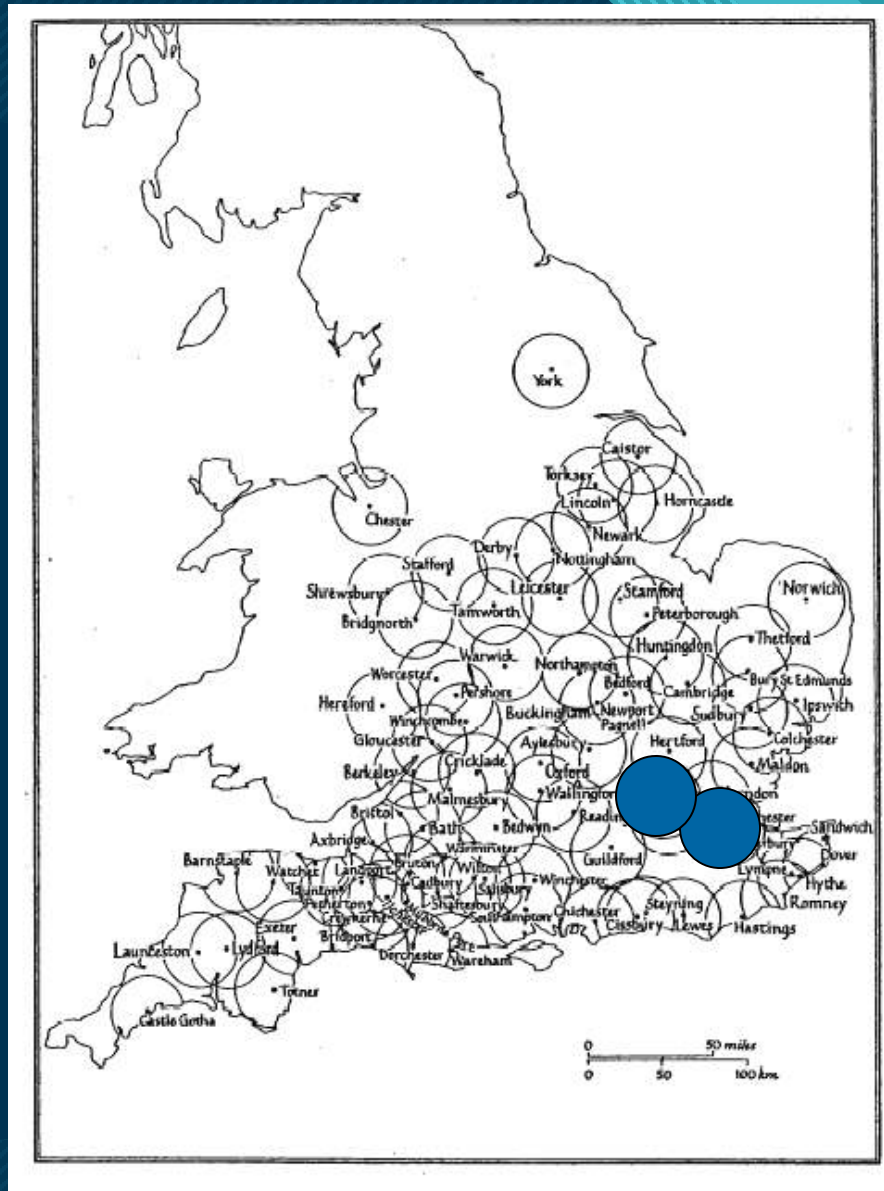 York
Caistor
Torksey
Lincoln
Horncastle
Newark
Chester
Derby
Nottingham
Stafford
Leicester
Stamford
Norwich
Shrewsbury
Tamworth
Peterborough
Bridgnorth
Thetford
Huntingdon
Warwick
Northampton
Worcester
Bedford
Bury St Edmunds
Pershore
Cambridge
Hereford
Buckingham
Newport
Pagnell
Sudbury
Ipswich
Winchcombe
Gloucester
Aylesbury
Hertford
Colchester
Cricklade
Oxford
Maldon
Berkeley
Malmesbury
Wallingford
Bristol
Reading
Bath
Bedwyn
Sandwich
Axbridge
Warminster
Dover
Barnstaple
Bruton
Guildford
Lympne
Watchet
Langport
Wilton
Hythe
Taunton
Cadbury
Salisbury
Winchester
Romney
Petherton
Shaftesbury
Steyning
Crewkerne
Southampton
Chichester
Exeter
Cissbury
Lewes
Hastings
Bridport
Launceston
Lydford
Dorchester
Wareham
Totnes
Castle Gotha
0 50 miles
0 50 100 km